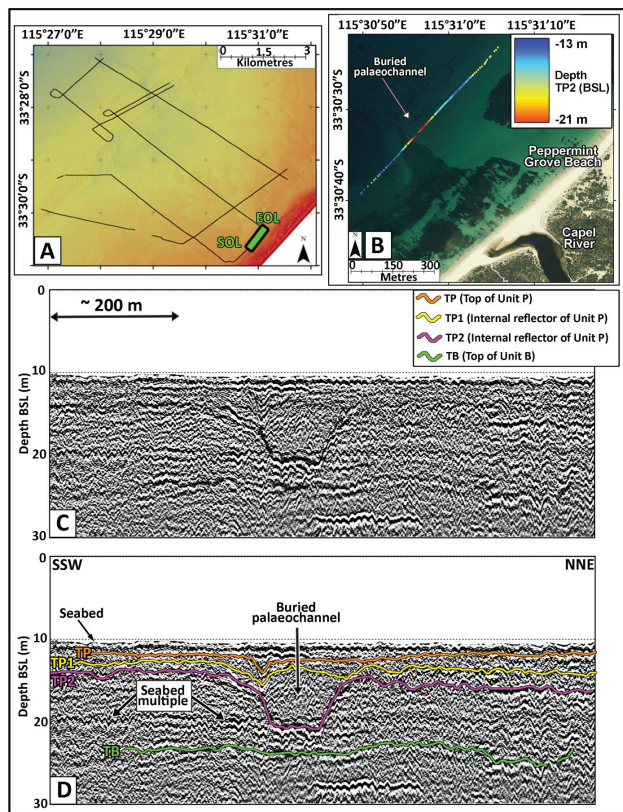 115°27'0"E 115°29'0"E 115°31'0"E
0 1,5 3
Kilometres
33°28'0"S
33°30'0"S
EOL
SOL
A
N
115°30'50"E 115°31'0"E 115°31'10"E
-13 m
Depth
TP2 (BSL)
-21 m
Buried
palaeochannel
33°30'30"S
33°30'40"S
Peppermint
Grove Beach
Capel
River
B
N
0 150 300
Metres
TP (Top of Unit P)
TP1 (Internal reflector of Unit P)
TP2 (Internal reflector of Unit P)
TB (Top of Unit B)
~ 200 m
0
10
20
30
Depth BSL (m)
C
SSW NNE
0
10
20
30
Depth BSL (m)
Seabed
Buried
palaeochannel
TP
TP1
TP2
Seabed
multiple
TB
D